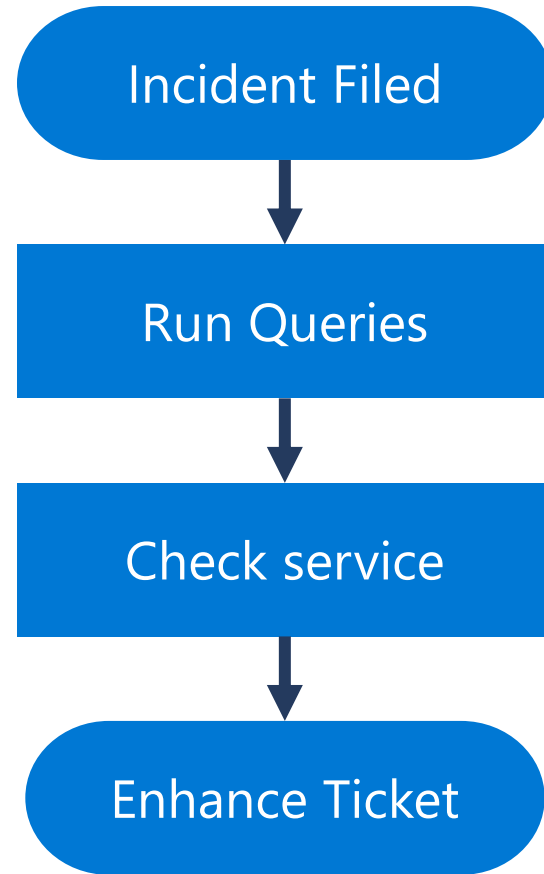 Incident Filed
Run Queries
Check service
Enhance Ticket